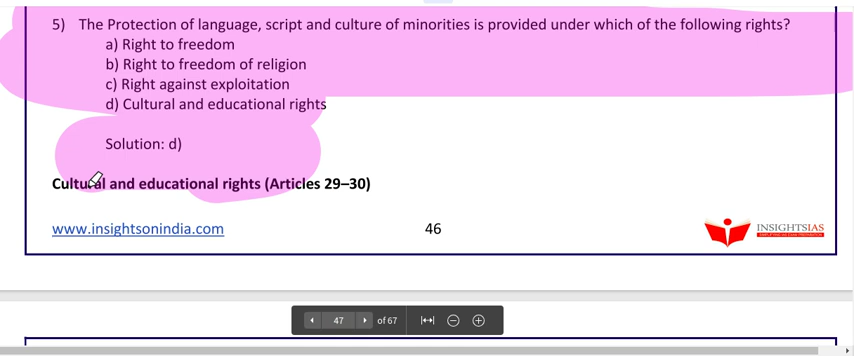 5) The Protection of language, script and culture of minorities is provided under which of the following rights?
a) Right to freedom
b) Right to freedom of religion
c) Right against exploitation
d) Cultural and educational rights
Solution: d)
Cultural and educational rights (Articles 29–30)
www.insightsonindia.com 46 INSIGHTSIAS
47 of 67